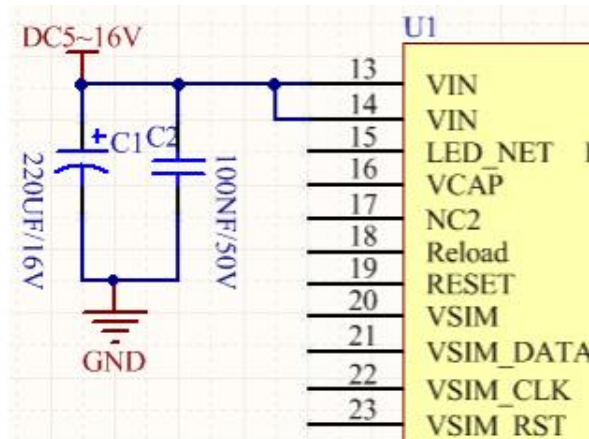 U1
DC5~16V
13 VIN
14 VIN
15 LED_NET
16 VCAP
17 NC2
18 Reload
19 RESET
20 VSIM
21 VSIM_DATA
22 VSIM_CLK
23 VSIM_RST
+ C1 C2
220UF/16V
100NF/50V
GND